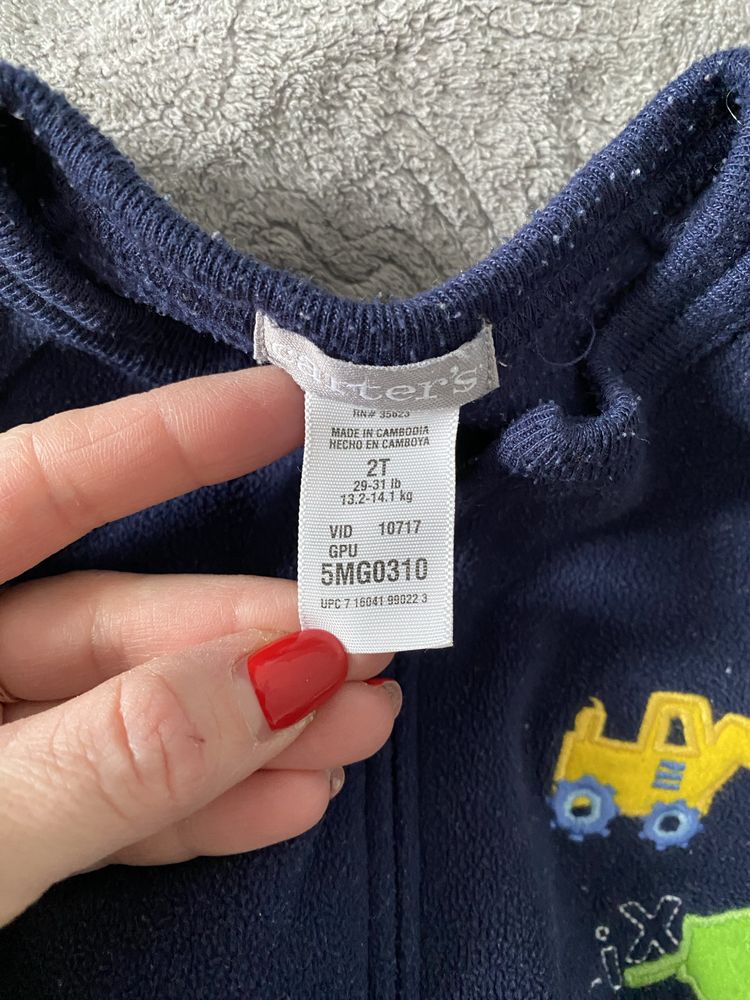 carter's
RN# 35623
MADE IN CAMBODIA
HECHO EN CAMBOYA
2T
29-31 lb
13.2-14.1 kg
VID 10717
GPU
5MG0310
UPC 7 16041 99022 3